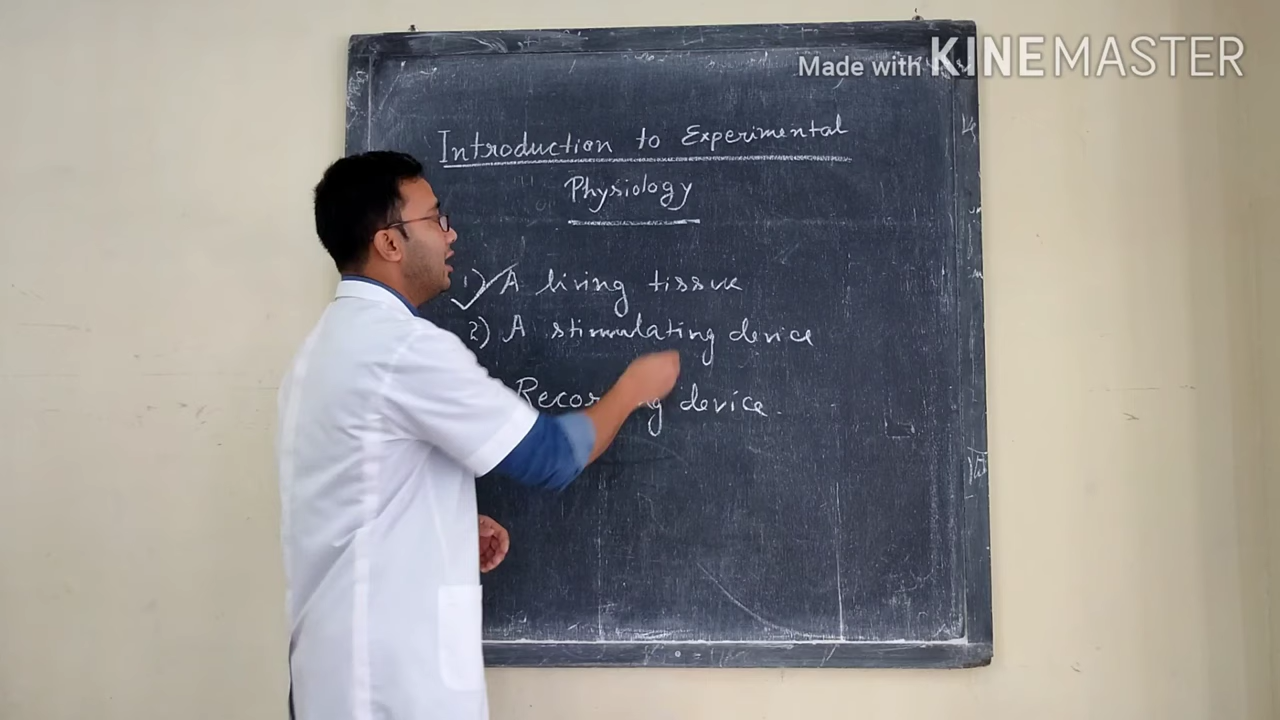 Made with KINEMASTER
Introduction to Experimental
Physiology
1) A living tissue
2) A stimulating device
device.